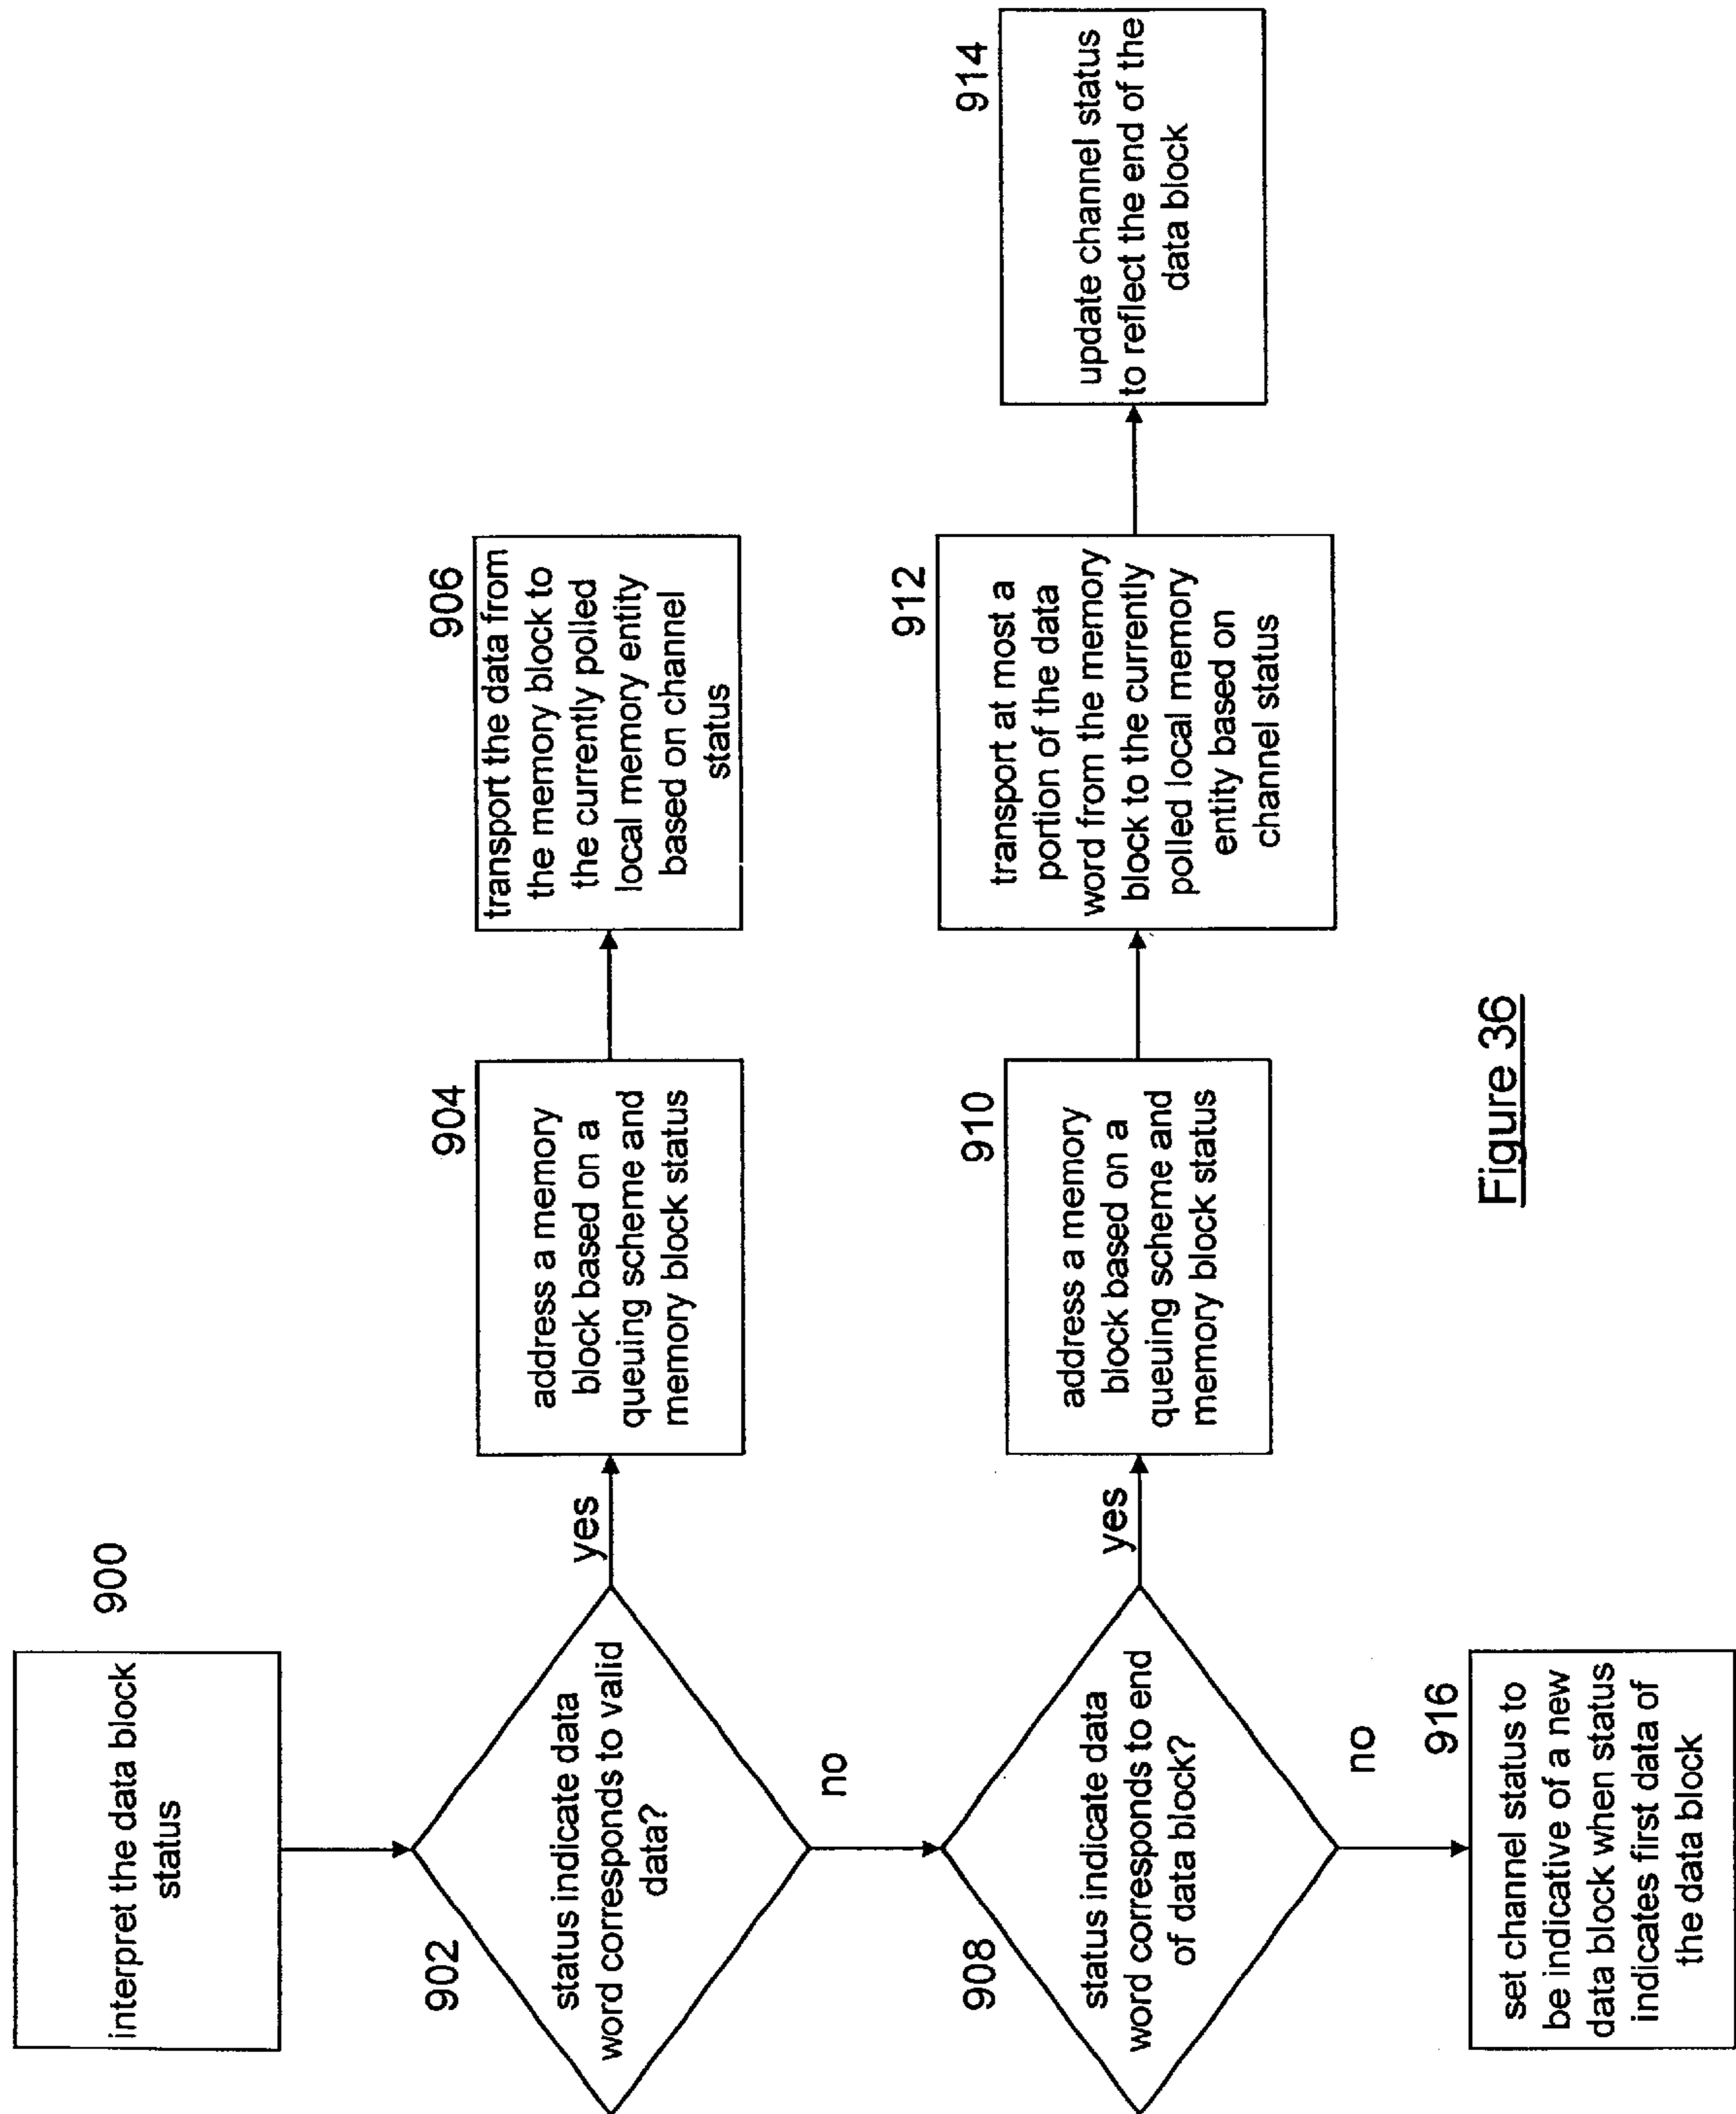 900
interpret the data block
status
902
status indicate data
word corresponds to valid
data?
yes
904
address a memory
block based on a
queuing scheme and
memory block status
906
transport the data from
the memory block to
the currently polled
local memory entity
based on channel
status
no
908
status indicate data
word corresponds to end
of data block?
yes
910
address a memory
block based on a
queuing scheme and
memory block status
912
transport at most a
portion of the data
word from the memory
block to the currently
polled local memory
entity based on
channel status
914
update channel status
to reflect the end of the
data block
no
916
set channel status to
be indicative of a new
data block when status
indicates first data of
the data block
Figure 36